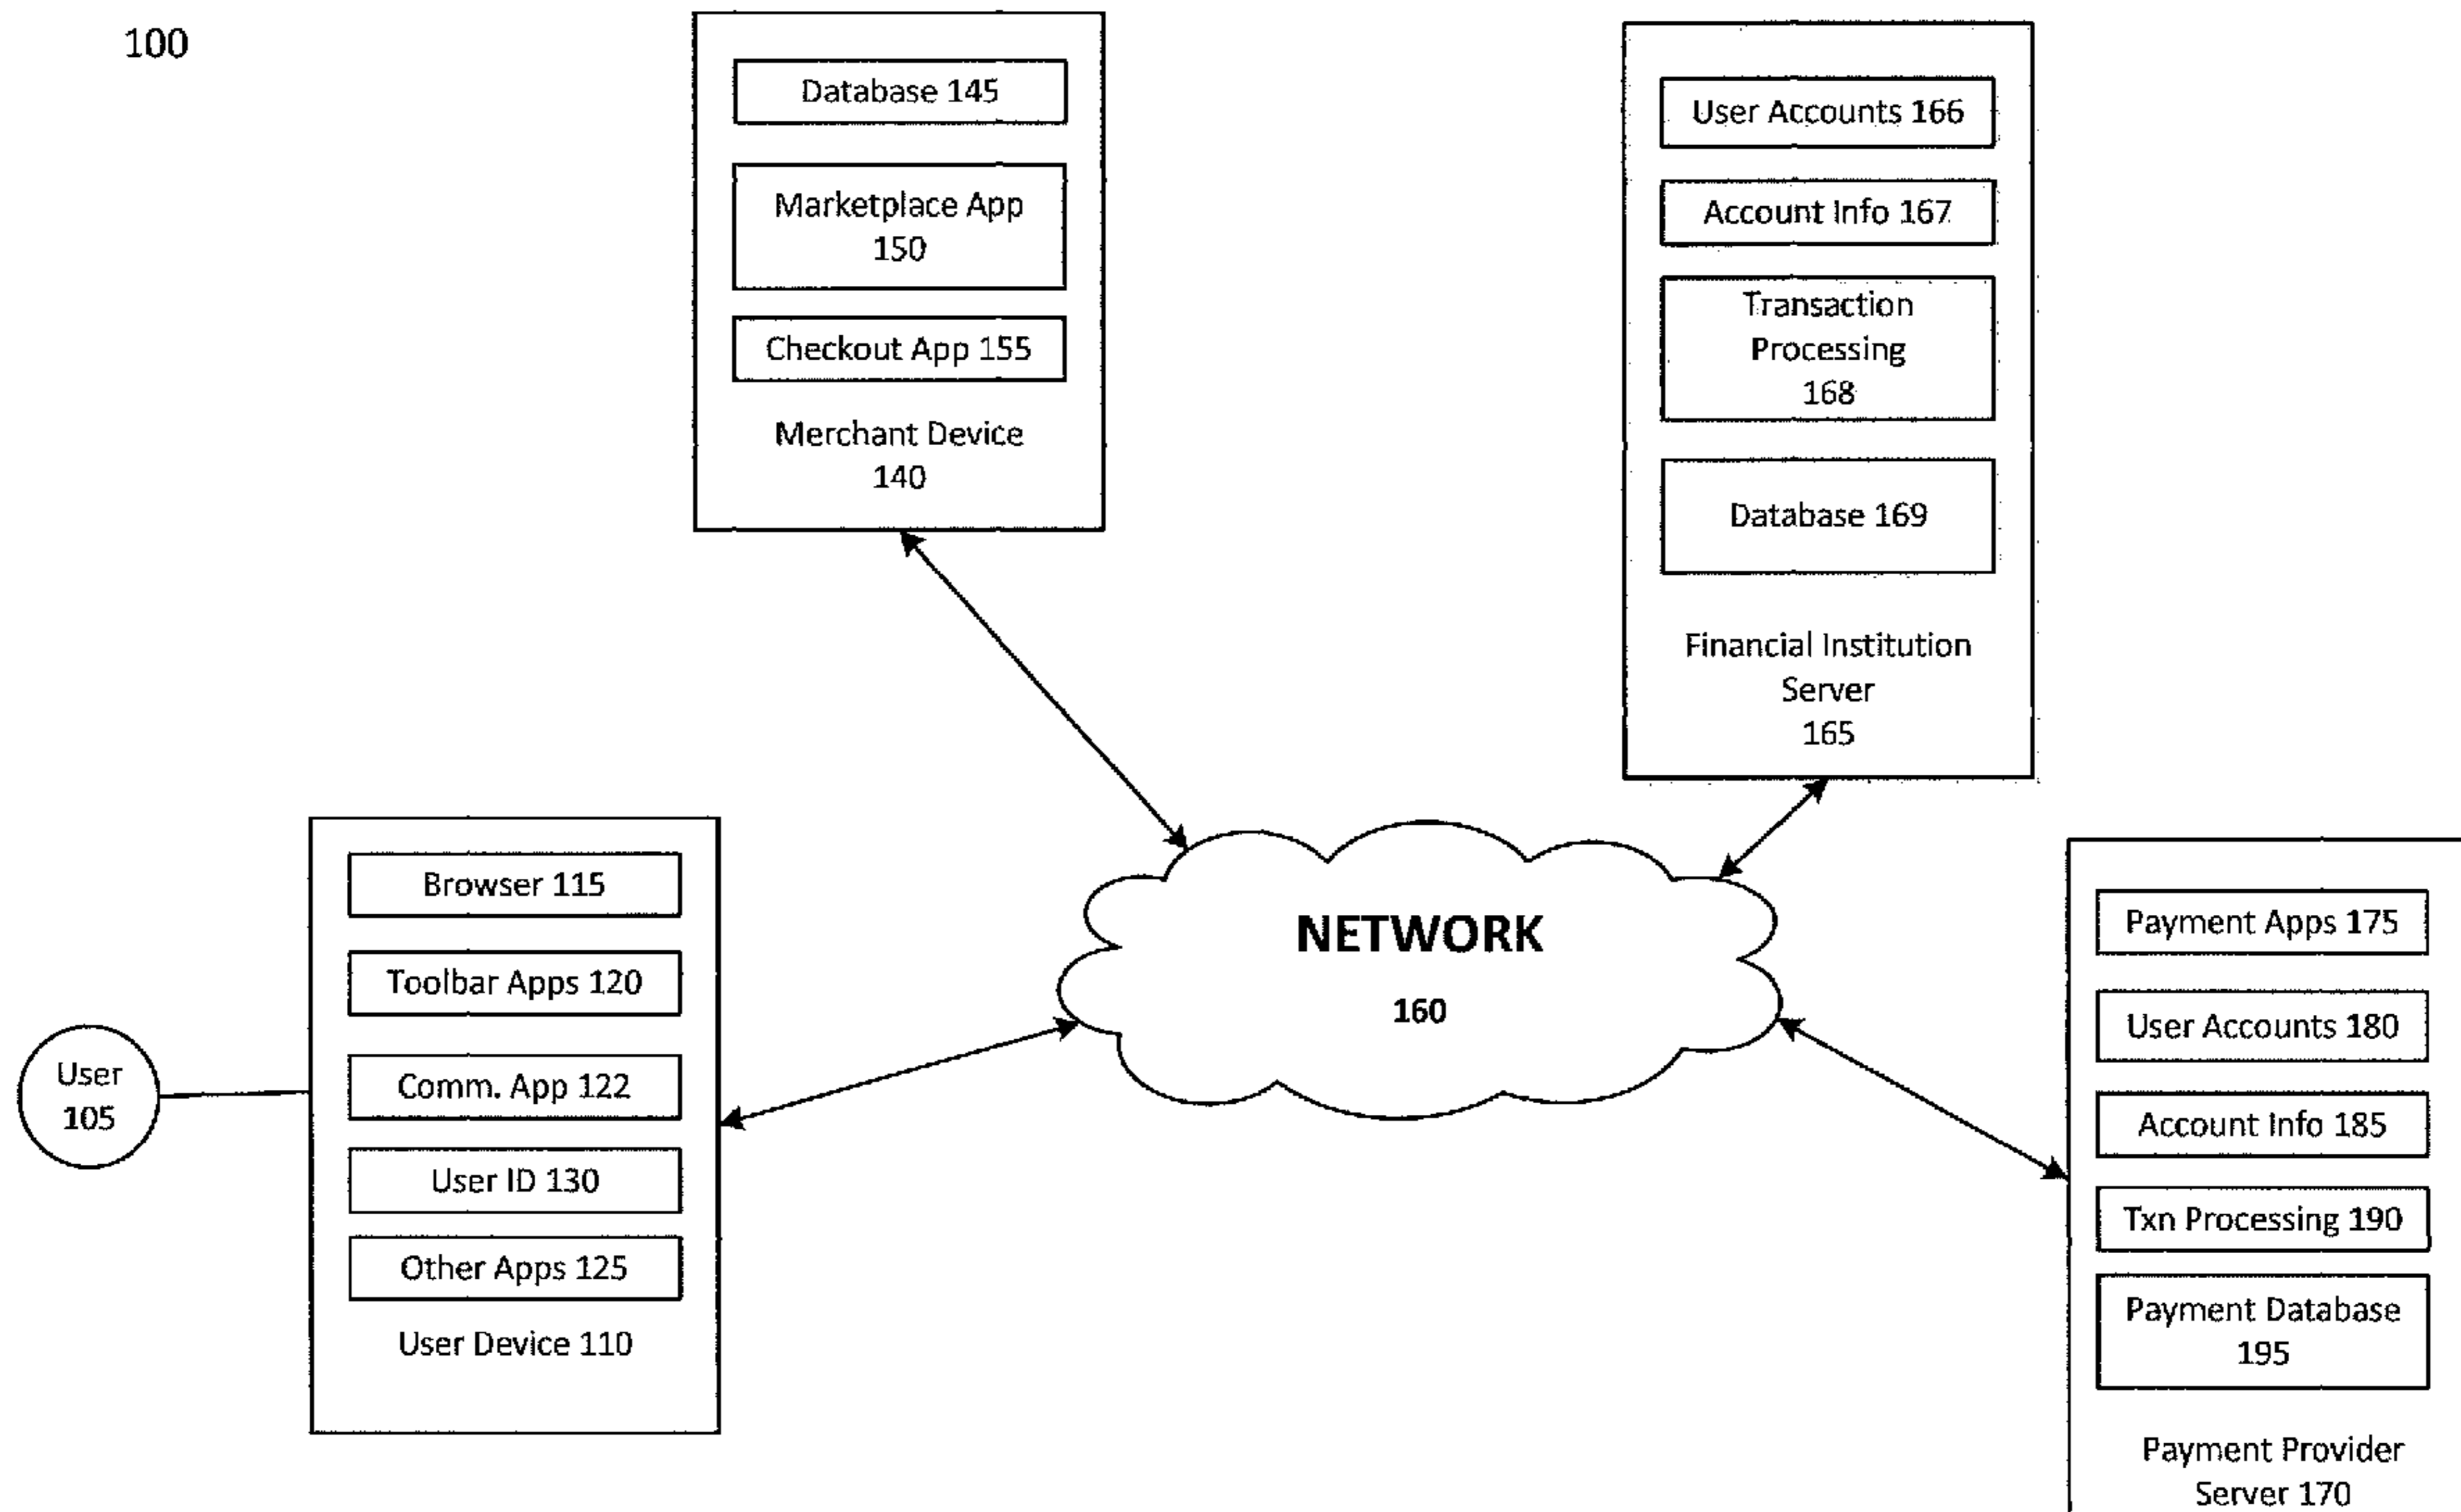 100
Database 145
Marketplace App
150
Checkout App 155
Merchant Device
140
User Accounts 166
Account Info 167
Transaction
Processing
168
Database 169
Financial Institution
Server
165
User
105
Browser 115
Toolbar Apps 120
Comm. App 122
User ID 130
Other Apps 125
User Device 110
NETWORK
160
Payment Apps 175
User Accounts 180
Account Info 185
Txn Processing 190
Payment Database
195
Payment Provider
Server 170